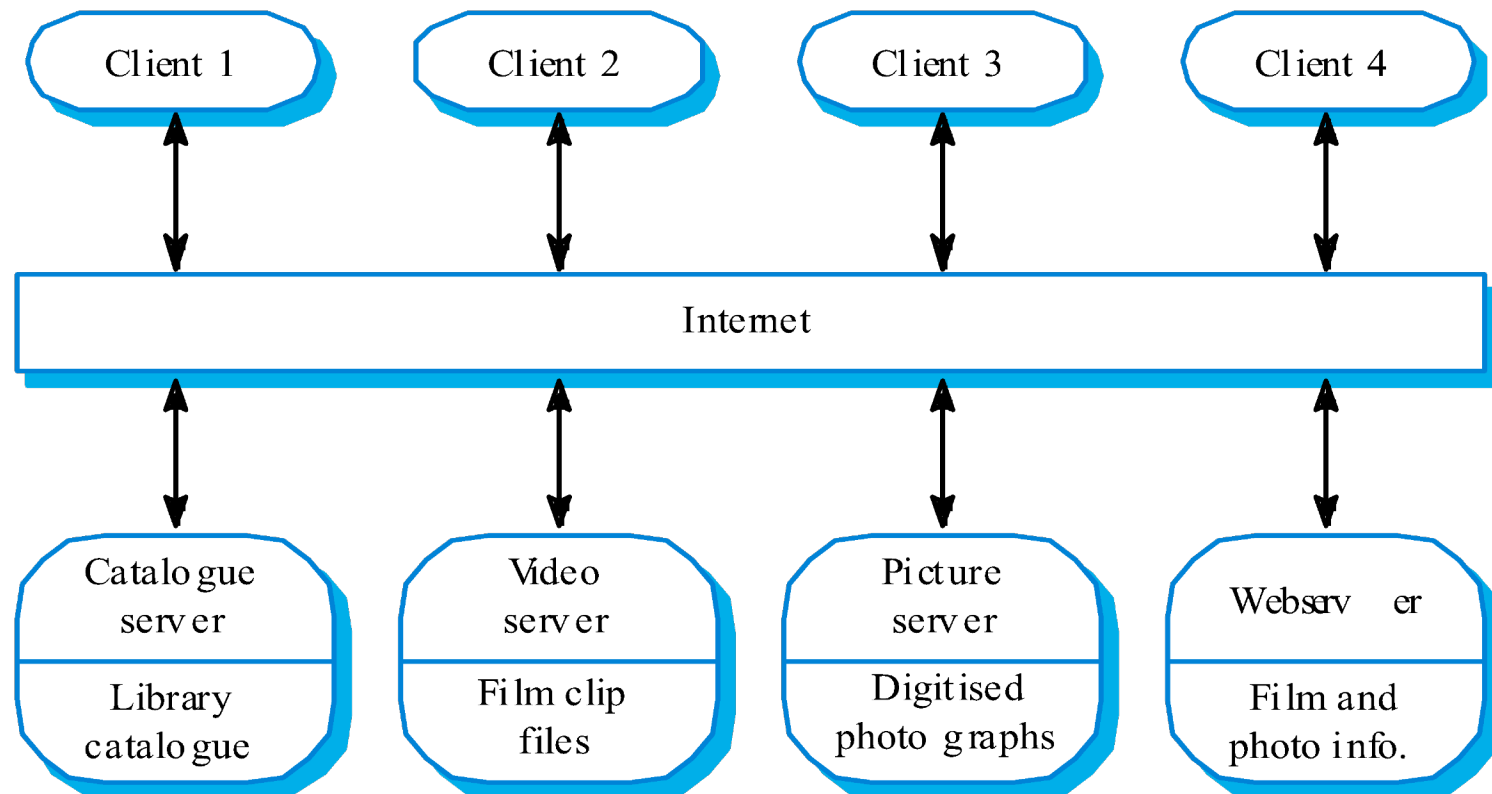 Client 1
Client 2
Client 3
Client 4
Internet
Catalogue
server
Library
catalogue
Video
server
Film clip
files
Picture
server
Digitised
photographs
Webserver
Film and
photo info.